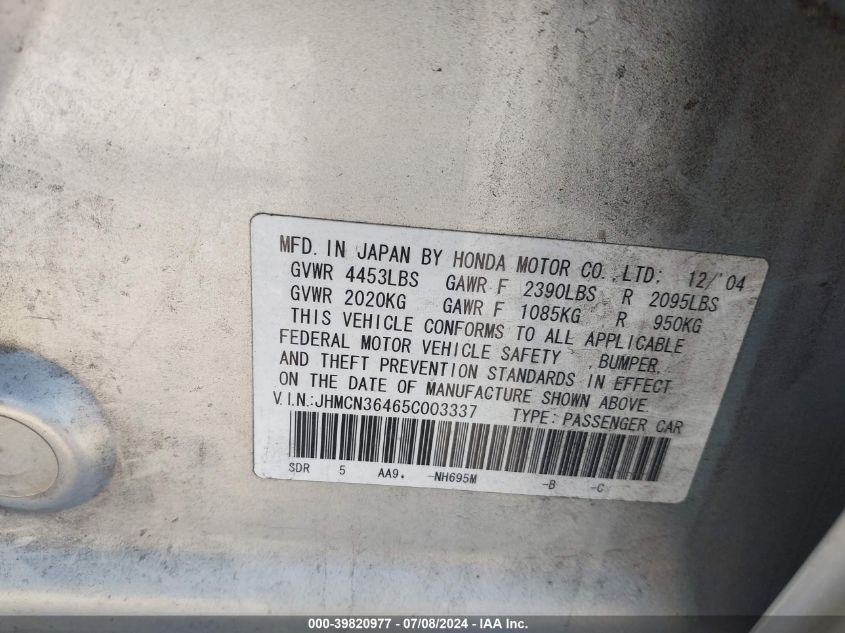 MFD. IN JAPAN BY HONDA MOTOR CO., LTD: 12/'04
GVWR 4453LBS GAWR F 2390LBS R 2095LBS
GVWR 2020KG GAWR F 1085KG R 950KG
THIS VEHICLE CONFORMS TO ALL APPLICABLE
FEDERAL MOTOR VEHICLE SAFETY , BUMPER,
AND THEFT PREVENTION STANDARDS IN EFFECT
ON THE DATE OF MANUFACTURE SHOWN ABOVE.
V.I.N.:JHMCN36465C003337 TYPE: PASSENGER CAR
SDR 5 AA9. -NH695M -B -C
000-39820977 - 07/08/2024 - IAA Inc.